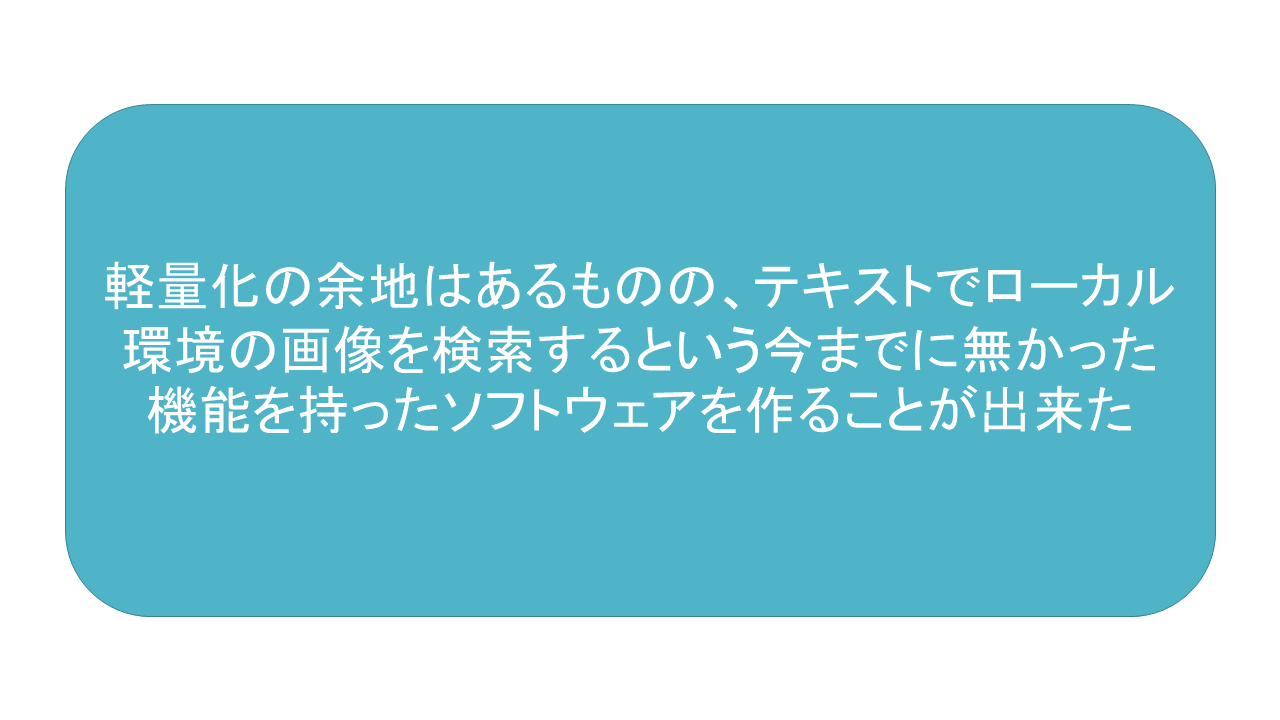 軽量化の余地はあるものの、テキストでローカル
環境の画像を検索するという今までに無かった
機能を持ったソフトウェアを作ることが出来た